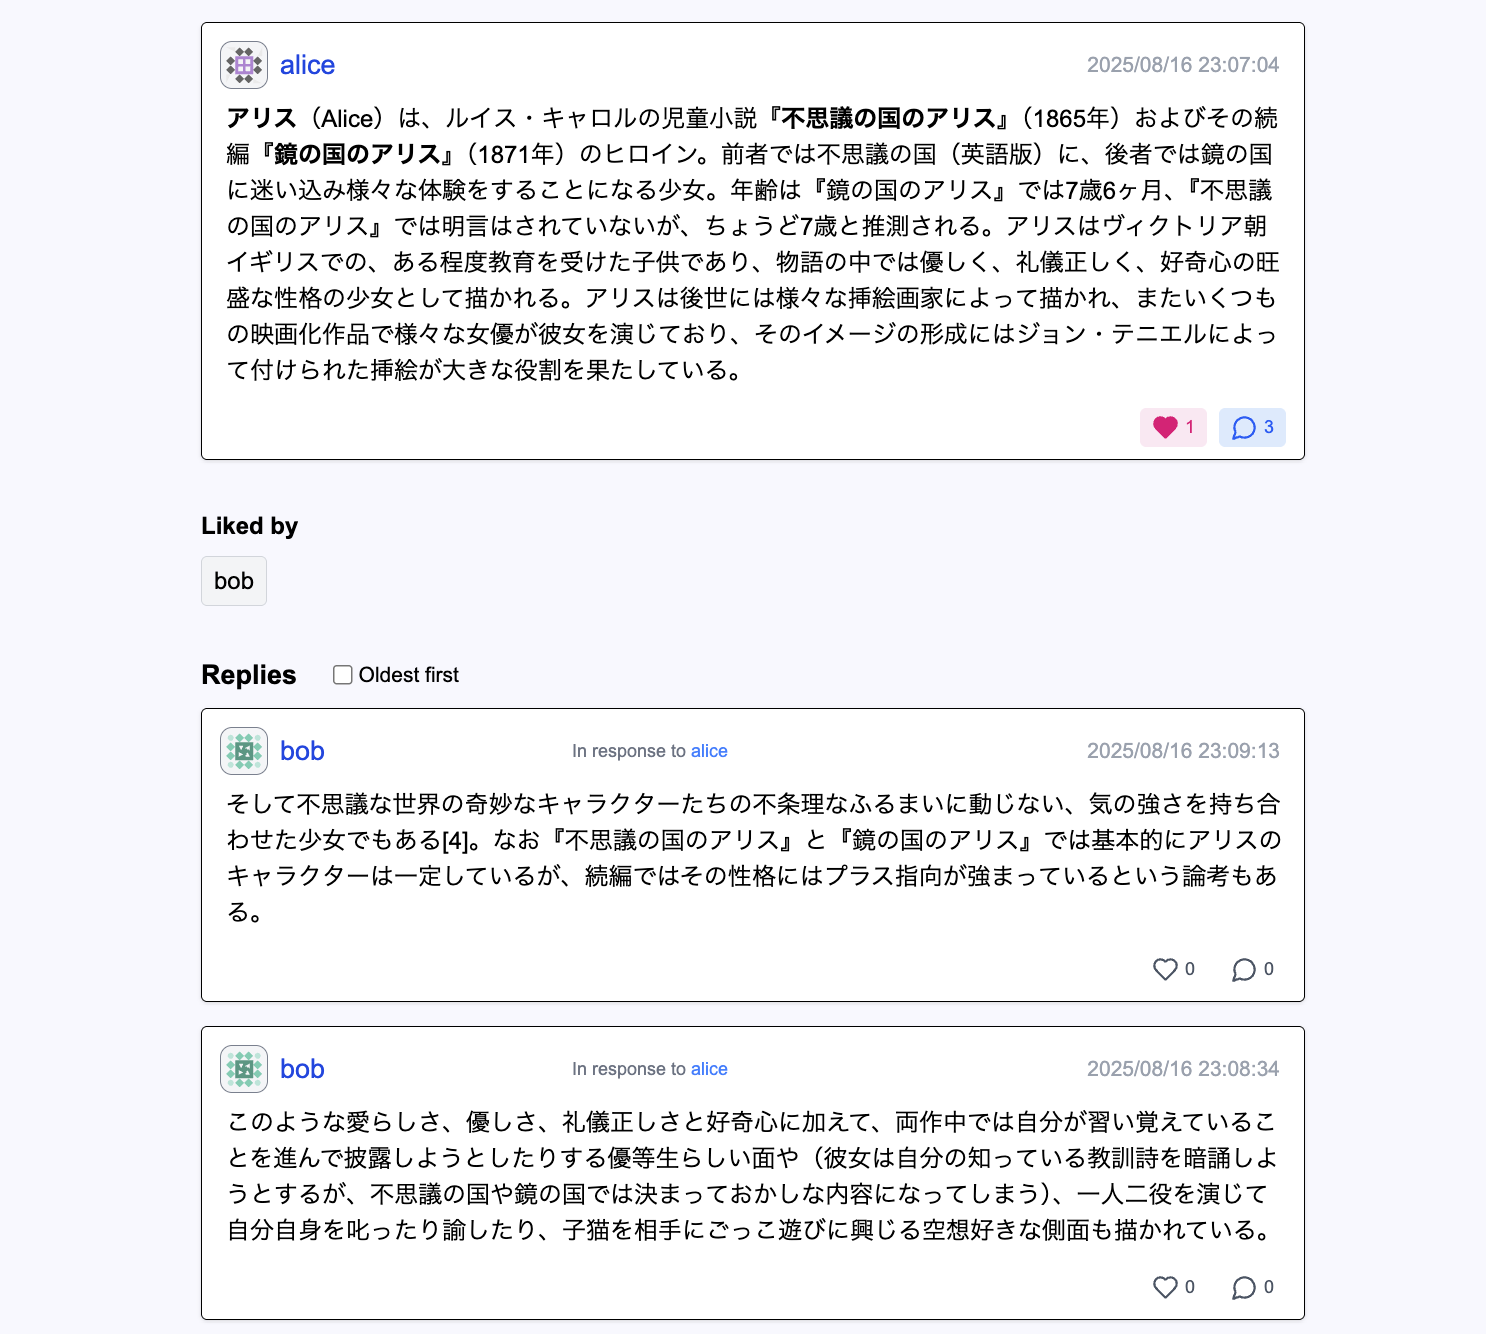 alice
2025/08/16 23:07:04
アリス（Alice）は、ルイス・キャロルの児童小説『不思議の国のアリス』（1865年）およびその続
編『鏡の国のアリス』（1871年）のヒロイン。前者では不思議の国（英語版）に、後者では鏡の国
に迷い込み様々な体験をすることになる少女。年齢は『鏡の国のアリス』では7歳6ヶ月、『不思議
の国のアリス』では明言はされていないが、ちょうど7歳と推測される。アリスはヴィクトリア朝
イギリスでの、ある程度教育を受けた子供であり、物語の中では優しく、礼儀正しく、好奇心の旺
盛な性格の少女として描かれる。アリスは後世には様々な挿絵画家によって描かれ、またいくつも
の映画化作品で様々な女優が彼女を演じており、そのイメージの形成にはジョン・テニエルによっ
て付けられた挿絵が大きな役割を果たしている。
1
3
Liked by
bob
Replies
Oldest first
bob
In response to alice
2025/08/16 23:09:13
そして不思議な世界の奇妙なキャラクターたちの不条理なふるまいに動じない、気の強さを持ち合
わせた少女でもある[4]。なお『不思議の国のアリス』と『鏡の国のアリス』では基本的にアリスの
キャラクターは一定しているが、続編ではその性格にはプラス指向が強まっているという論考もあ
る。
0
0
bob
In response to alice
2025/08/16 23:08:34
このような愛らしさ、優しさ、礼儀正しさと好奇心に加えて、両作中では自分が習い覚えているこ
とを進んで披露しようとしたりする優等生らしい面や（彼女は自分の知っている教訓詩を暗誦しよ
うとするが、不思議の国や鏡の国では決まっておかしな内容になってしまう）、一人二役を演じて
自分自身を叱ったり諭したり、子猫を相手にごっこ遊びに興じる空想好きな側面も描かれている。
0
0